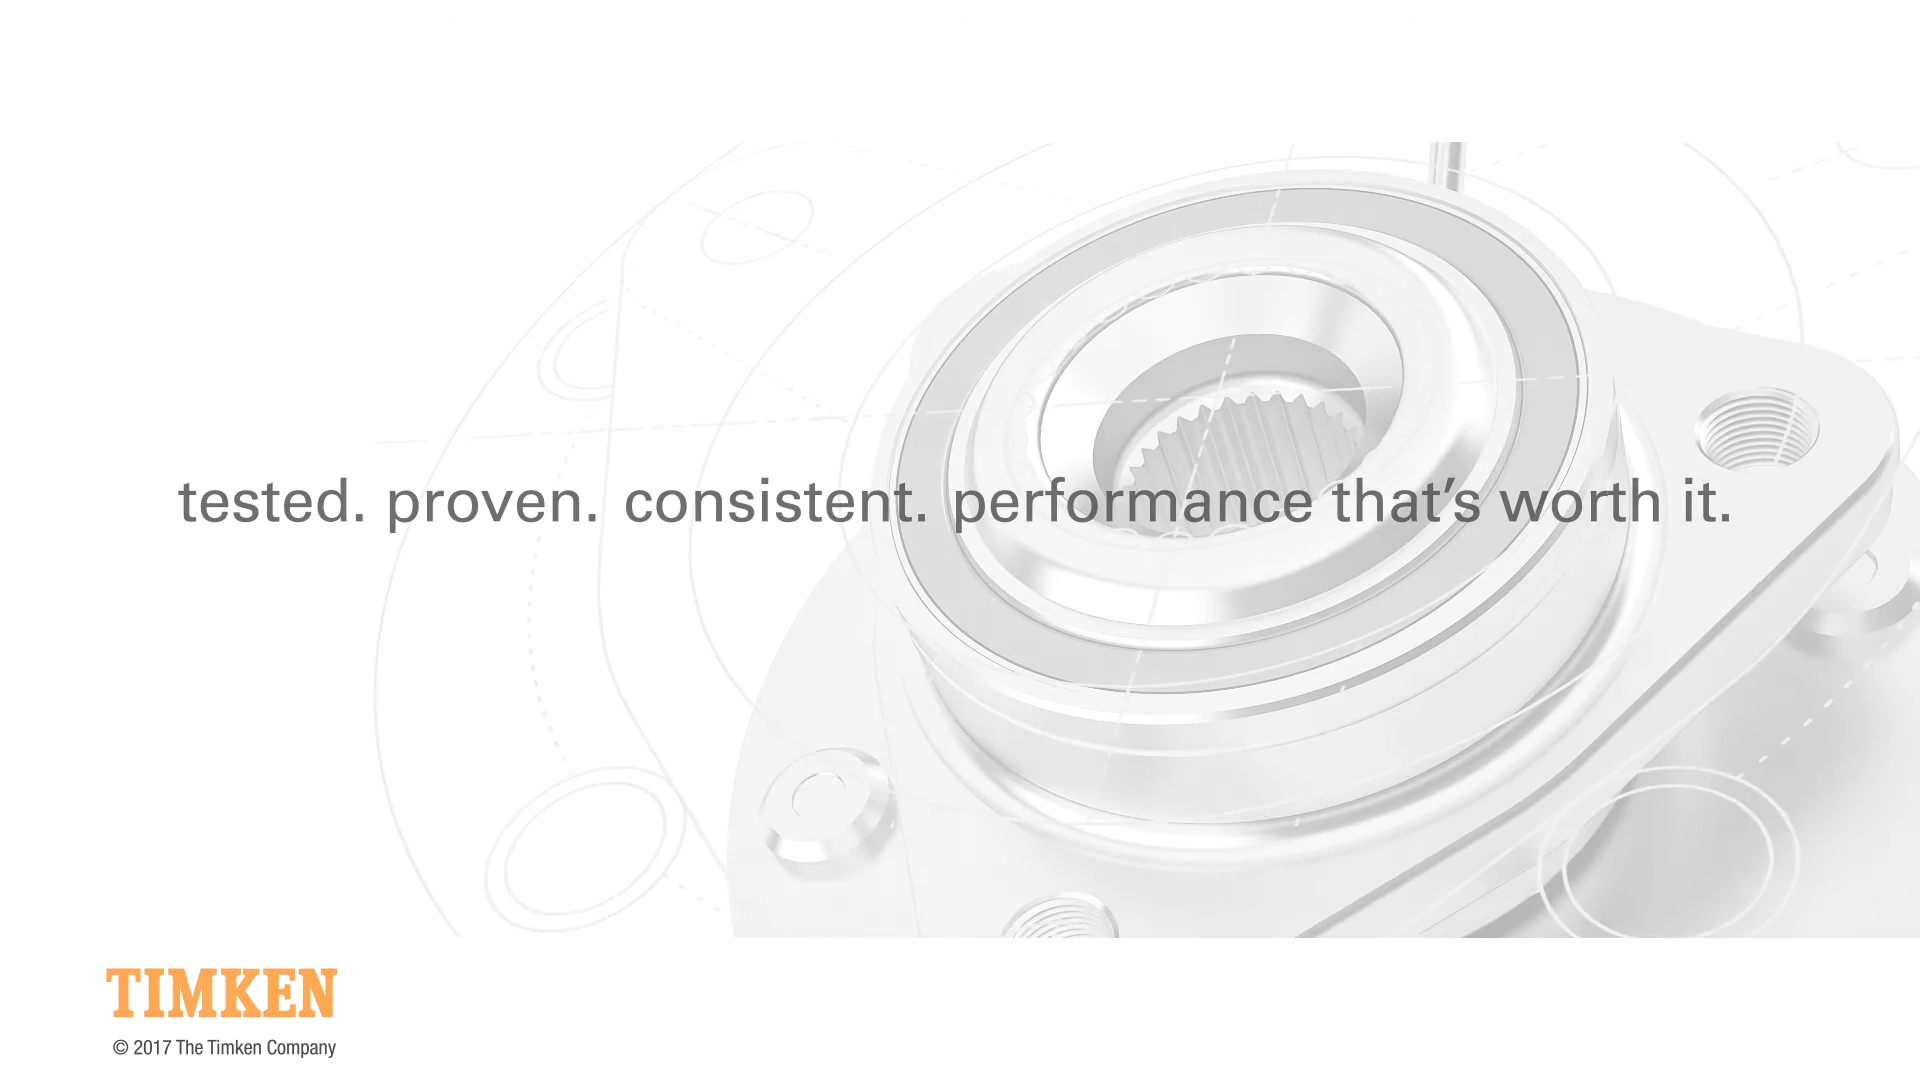 tested. proven. consistent. performance that’s worth it.
TIMKEN
© 2017 The Timken Company